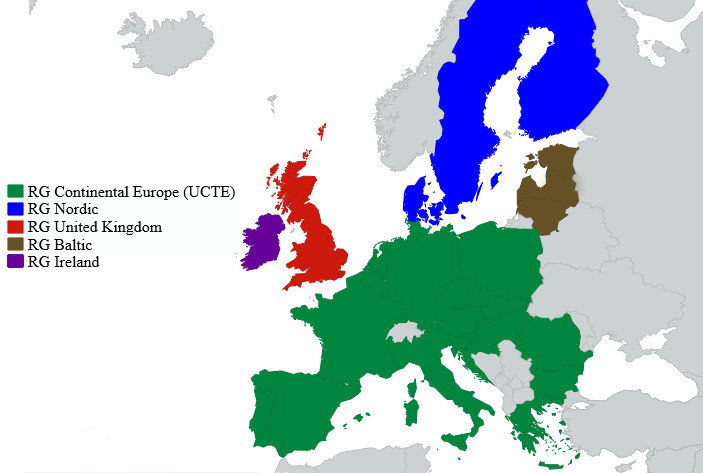 RG Continental Europe (UCTE)
RG Nordic
RG United Kingdom
RG Baltic
RG Ireland